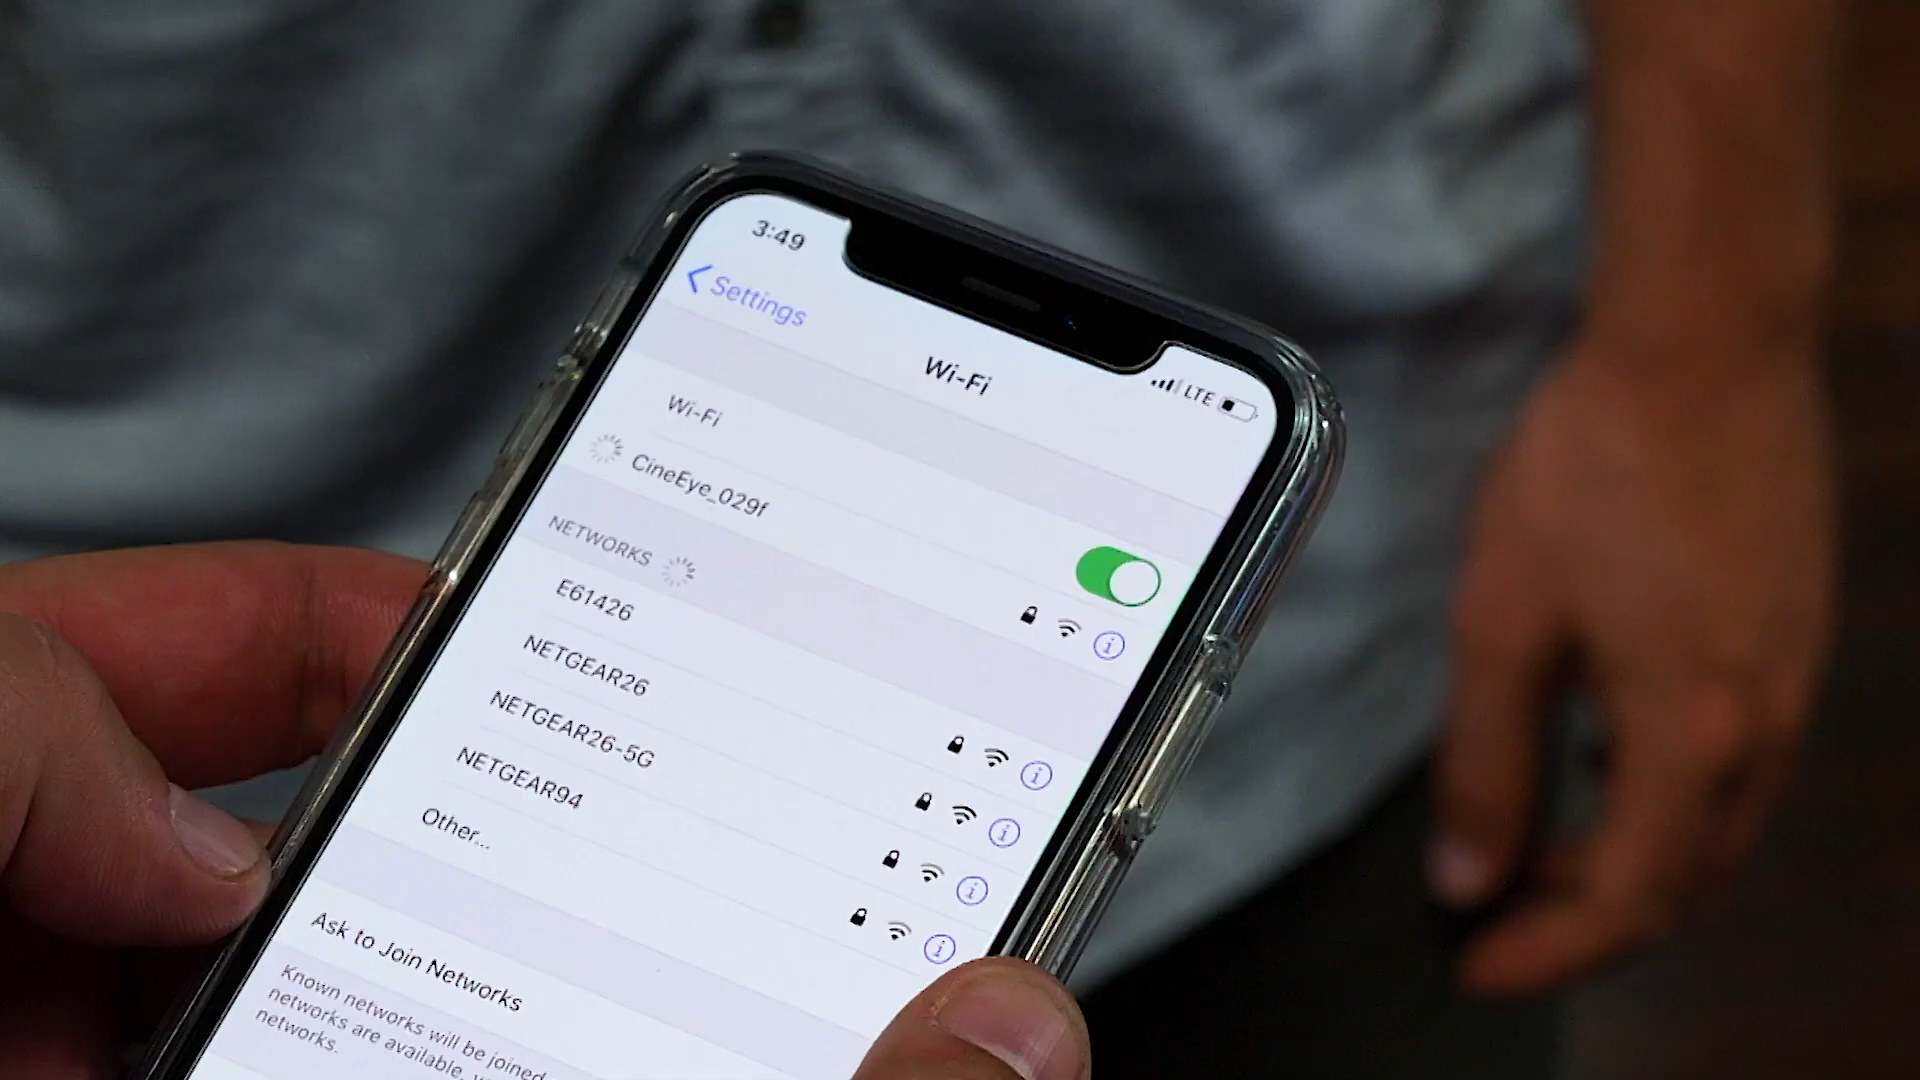 3:49
LTE
Settings
Wi-Fi
Wi-Fi
CineEye_029f
NETWORKS
E61426
NETGEAR26
NETGEAR26-5G
NETGEAR94
Other...
Ask to Join Networks
Known networks will be joined
networks are available,
networks.